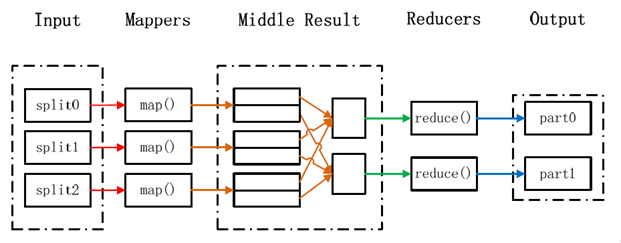 Input Mappers Middle Result Reducers Output
split0 map()
reduce() part0
split1 map()
split2 map()
reduce() part1